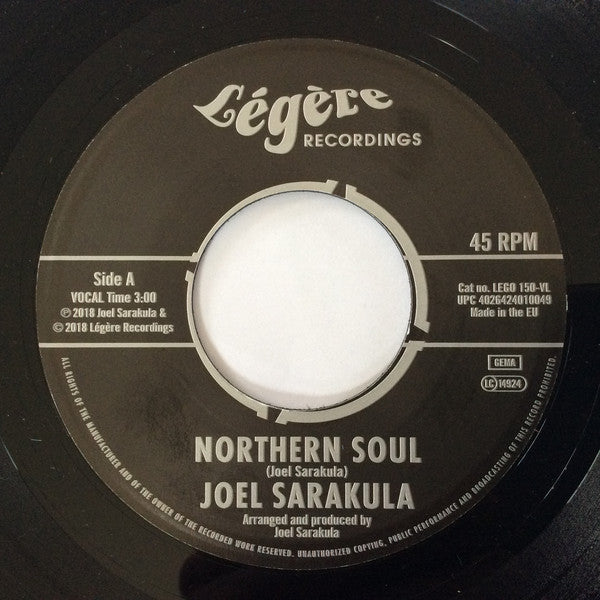 Légère
RECORDINGS
45 RPM
Side A
VOCAL Time 3:00
℗ 2018 Joel Sarakula &
© 2018 Légère Recordings
Cat no. LEGO 150-VL
UPC 4026424010049
Made in the EU
GEMA
LC 14924
NORTHERN SOUL
(Joel Sarakula)
JOEL SARAKULA
Arranged and produced by
Joel Sarakula
ALL RIGHTS OF THE MANUFACTURER AND OF THE OWNER OF THE RECORDED WORK RESERVED. UNAUTHORIZED COPYING, PUBLIC PERFORMANCE AND BROADCASTING OF THIS RECORD PROHIBITED.